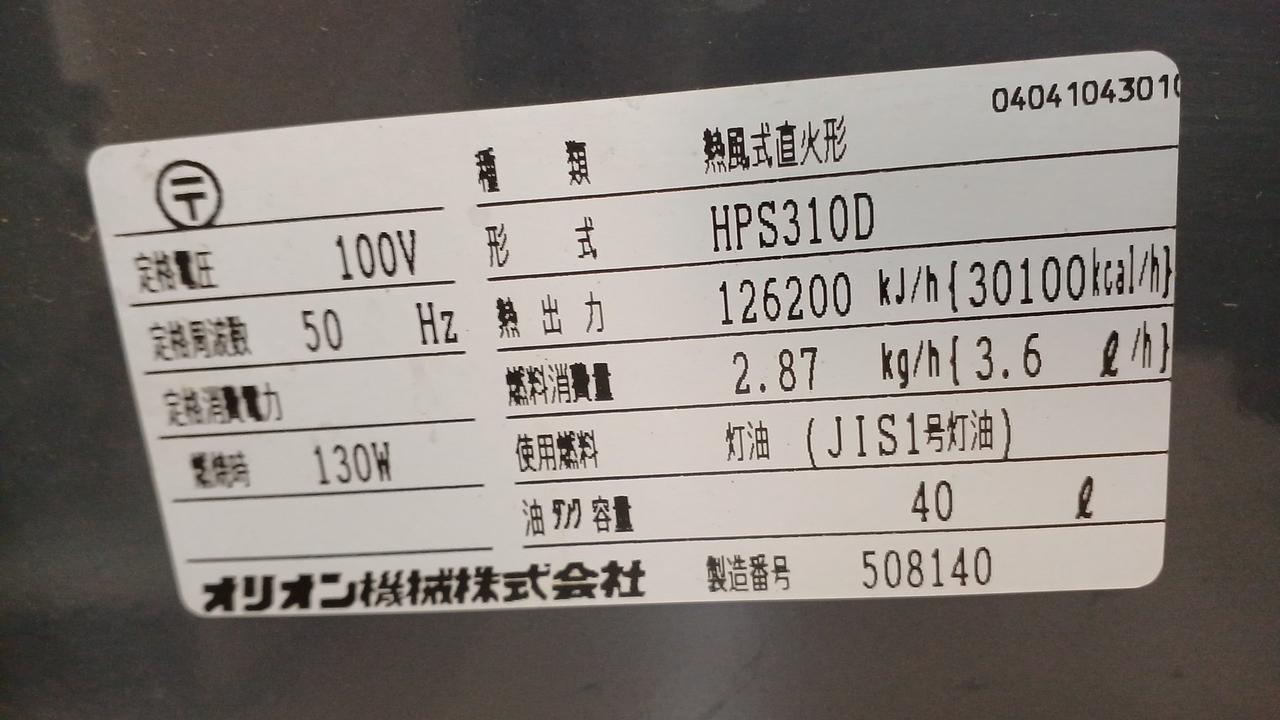 0404104301
〒
種類 熱風式直火形
定格電圧 100V
形式 HPS310D
定格周波数 50 Hz
熱出力 126200 kJ/h{30100kcal/h}
定格消費電力
燃料消費量 2.87 kg/h{3.6 ℓ/h}
燃焼時 130W
使用燃料 灯油 (JIS1号灯油)
油タンク容量 40 ℓ
オリオン機械株式会社 製造番号 508140